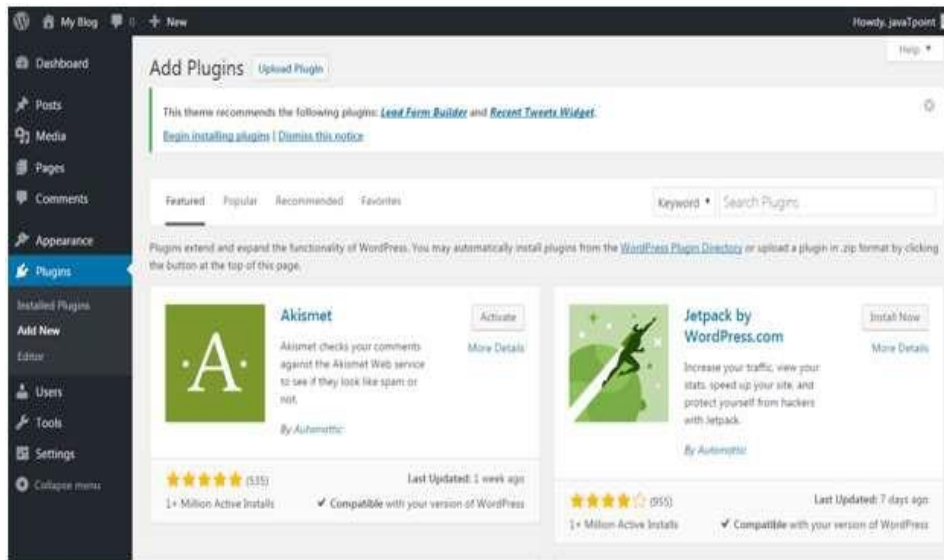 My Blog 0 + New
Howdy, javaTpoint
Help ▼
Dashboard
Posts
Media
Pages
Comments
Appearance
Plugins
Installed Plugins
Add New
Editor
Users
Tools
Settings
Collapse menu
Add Plugins Upload Plugin
This theme recommends the following plugins: Lead Form Builder and Recent Tweets Widget.
Begin installing plugins | Dismiss this notice
Featured Popular Recommended Favorites
Keyword ▼ Search Plugins
Plugins extend and expand the functionality of WordPress. You may automatically install plugins from the WordPress Plugin Directory or upload a plugin in .zip format by clicking
the button at the top of this page.
A
Akismet
Activate
More Details
Akismet checks your comments
against the Akismet Web service
to see if they look like spam or
not.
By Automattic
(535)
Last Updated: 1 week ago
1+ Million Active Installs
✔ Compatible with your version of WordPress
Jetpack by
WordPress.com
Install Now
More Details
Increase your traffic, view your
stats, speed up your site, and
protect yourself from hackers
with Jetpack.
By Automattic
(955)
Last Updated: 7 days ago
1+ Million Active Installs
✔ Compatible with your version of WordPress